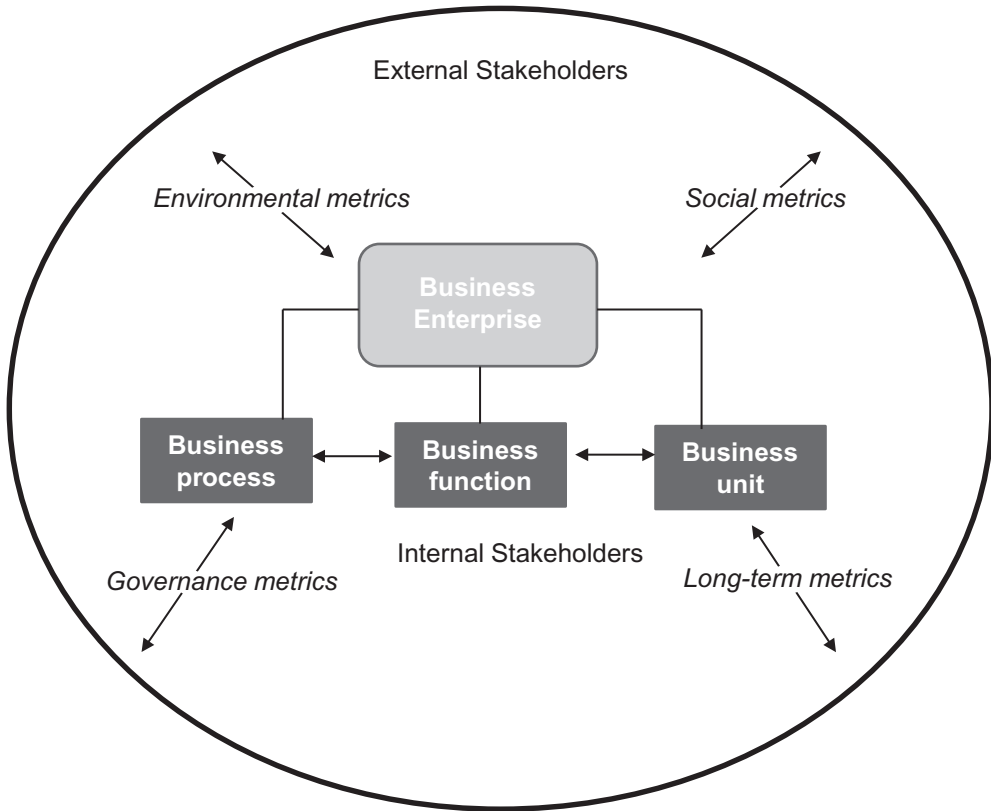 External Stakeholders
Environmental metrics
Social metrics
Business
Enterprise
Business
process
Business
function
Business
unit
Internal Stakeholders
Governance metrics
Long-term metrics